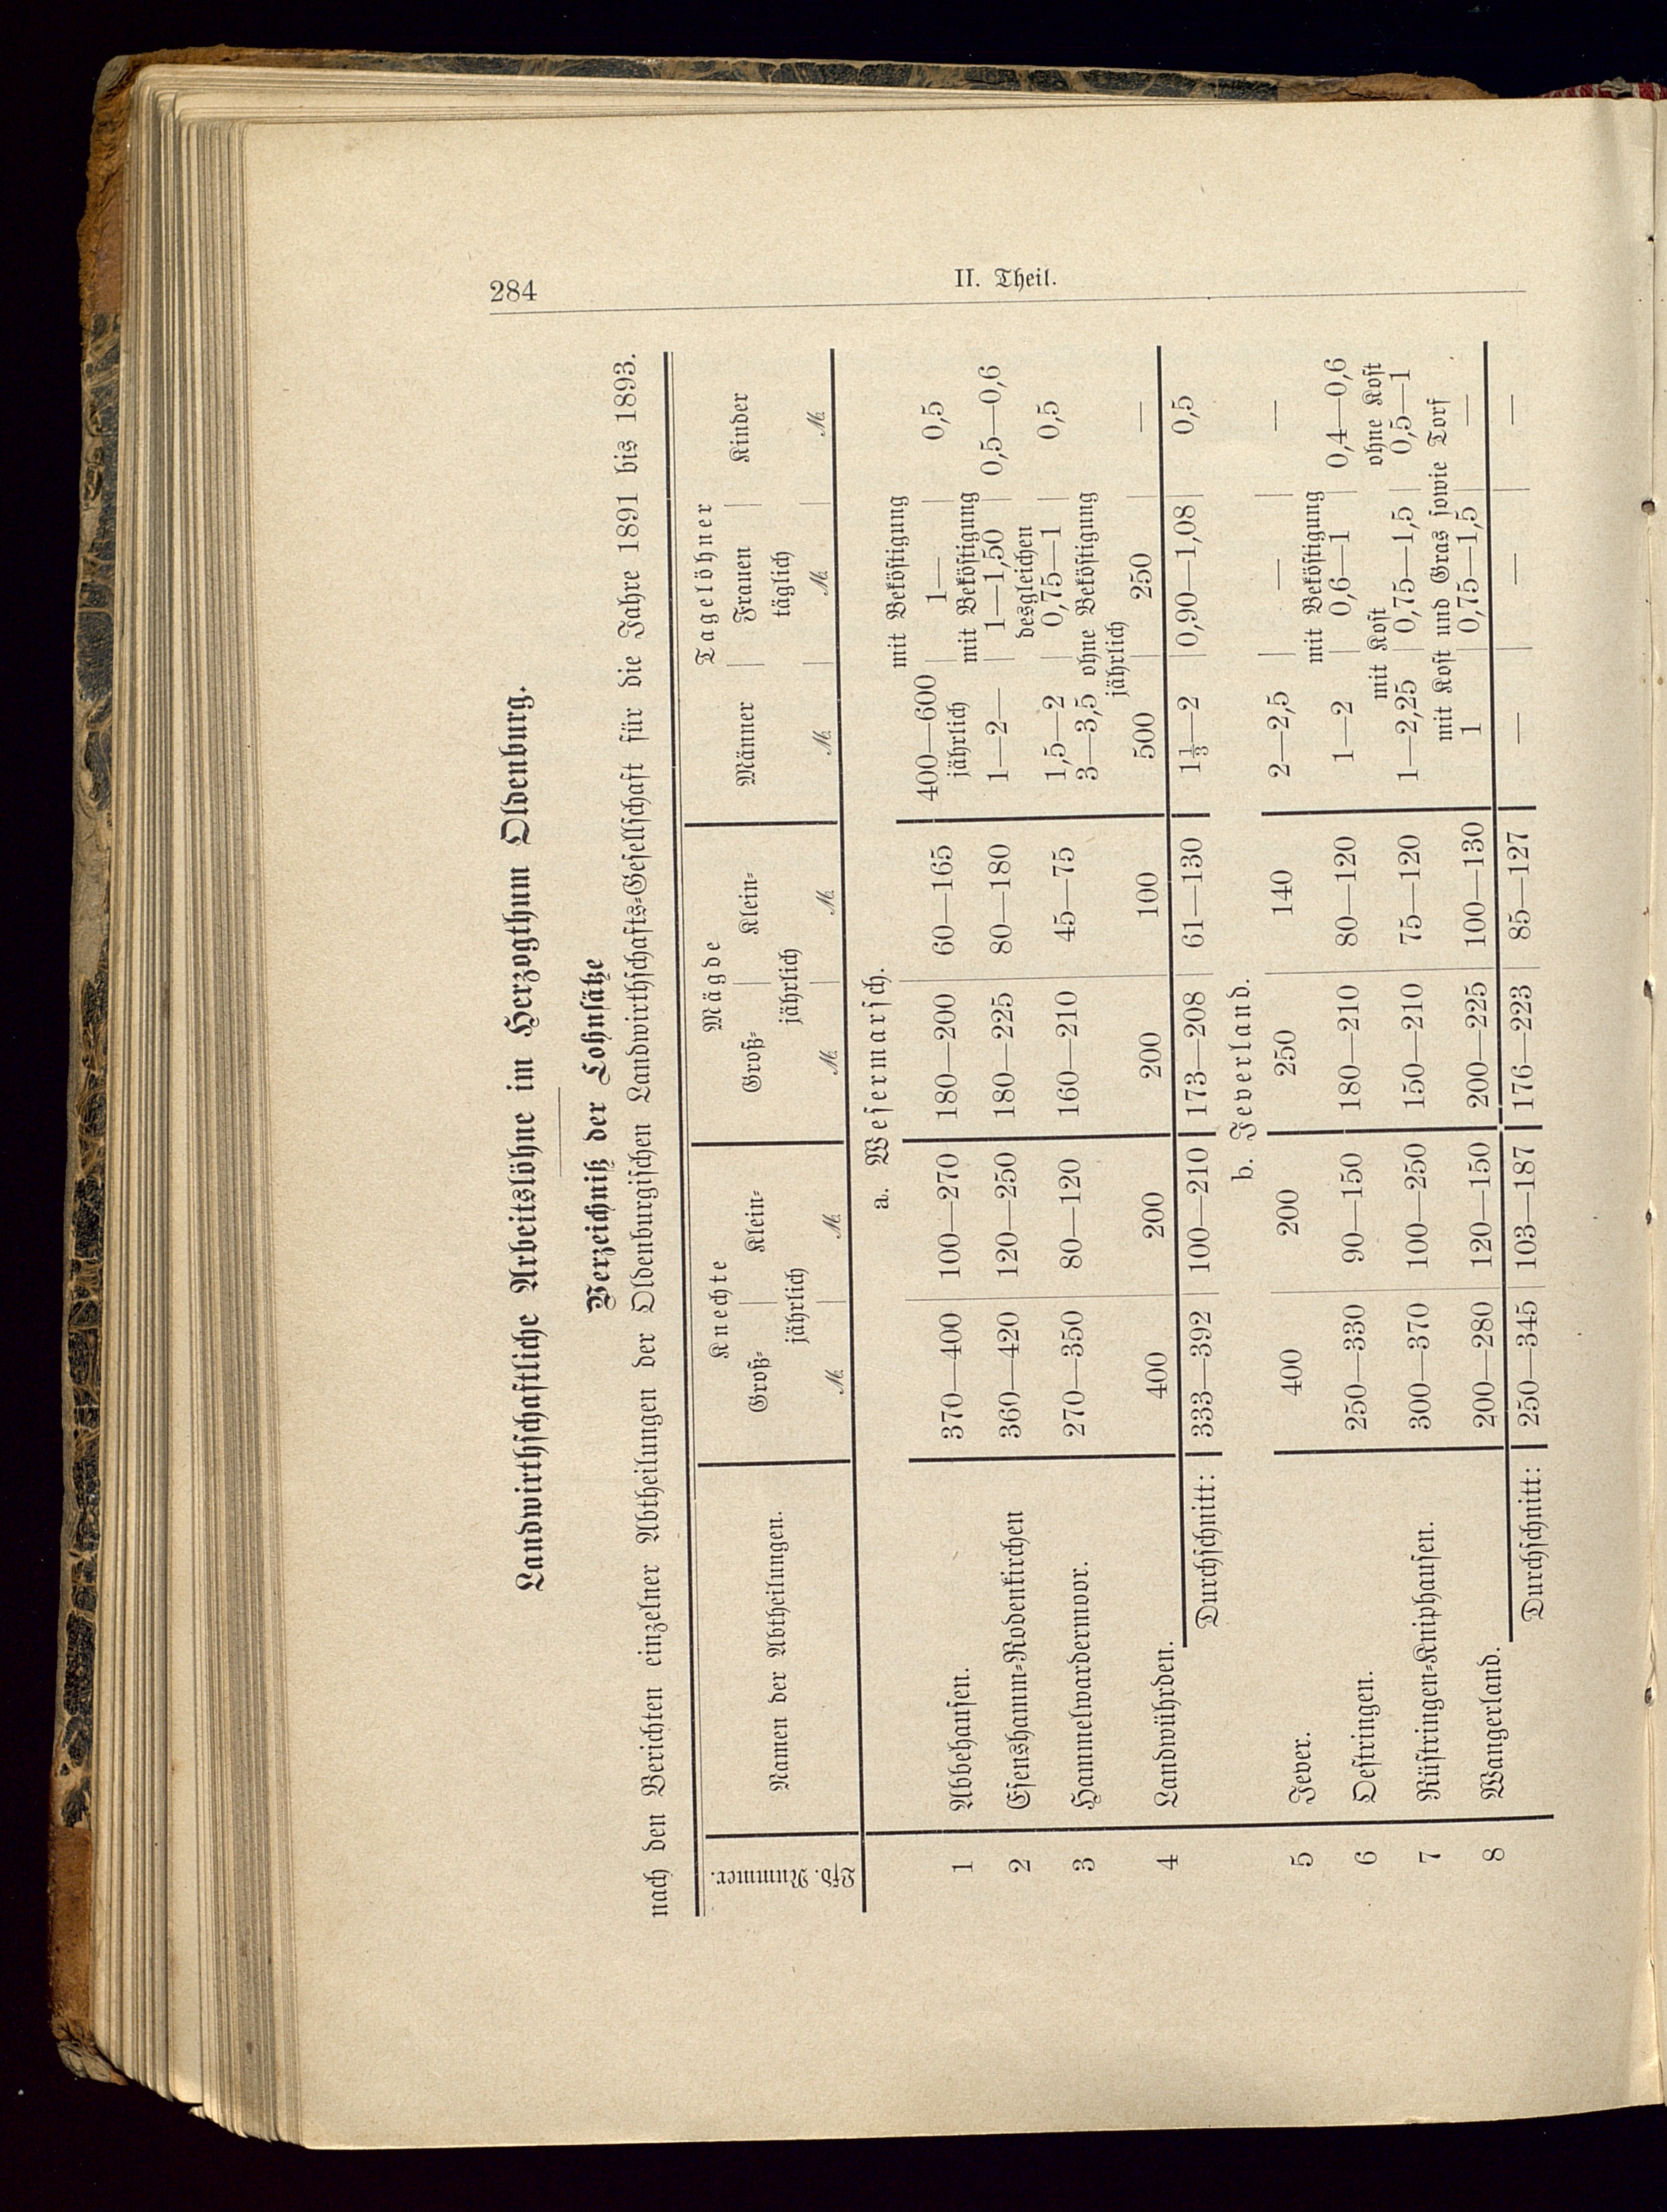 284
II. Theil.
Landwirthschaftliche Arbeitslöhne im Herzogthum Oldenburg.
Verzeichniß der Lohnsätze
nach den Berichten einzelner Abtheilungen der Oldenburgischen Landwirthschafts-Gesellschaft für die Jahre 1891 bis 1893.
Lfd. Nummer. Namen der Abtheilungen. Knechte Mägde Tagelöhner
Groß- Klein- Groß- Klein- Männer Frauen Kinder
jährlich jährlich täglich
M. M. M. M. M. M. M.
a. Wesermarsch.
mit Beköstigung
1 Abbehausen. 370—400 100—270 180—200 60—165 400—600 1— 0,5
jährlich mit Beköstigung
2 Esenshamm-Rodenkirchen 360—420 120—250 180—225 80—180 1—2— 1—1,50 0,5—0,6
desgleichen
3 Hammelwardermoor. 270—350 80—120 160—210 45—75 1,5—2 0,75—1 0,5
3—3,5 ohne Beköstigung
jährlich
4 Landwührden. 400 200 200 100 500 250 —
Durchschnitt: 333—392 100—210 173—208 61—130 1⅓—2 0,90—1,08 0,5
b. Jeverland.
5 Jever. 400 200 250 140 2—2,5 — —
mit Beköstigung
6 Oestringen. 250—330 90—150 180—210 80—120 1—2 0,6—1 0,4—0,6
mit Kost ohne Kost
7 Rüstringen-Kniphausen. 300—370 100—250 150—210 75—120 1—2,25 0,75—1,5 0,5—1
mit Kost und Gras sowie Torf
8 Wangerland. 200—280 120—150 200—225 100—130 1 0,75—1,5 —
Durchschnitt: 250—345 103—187 176—223 85—127 — — —